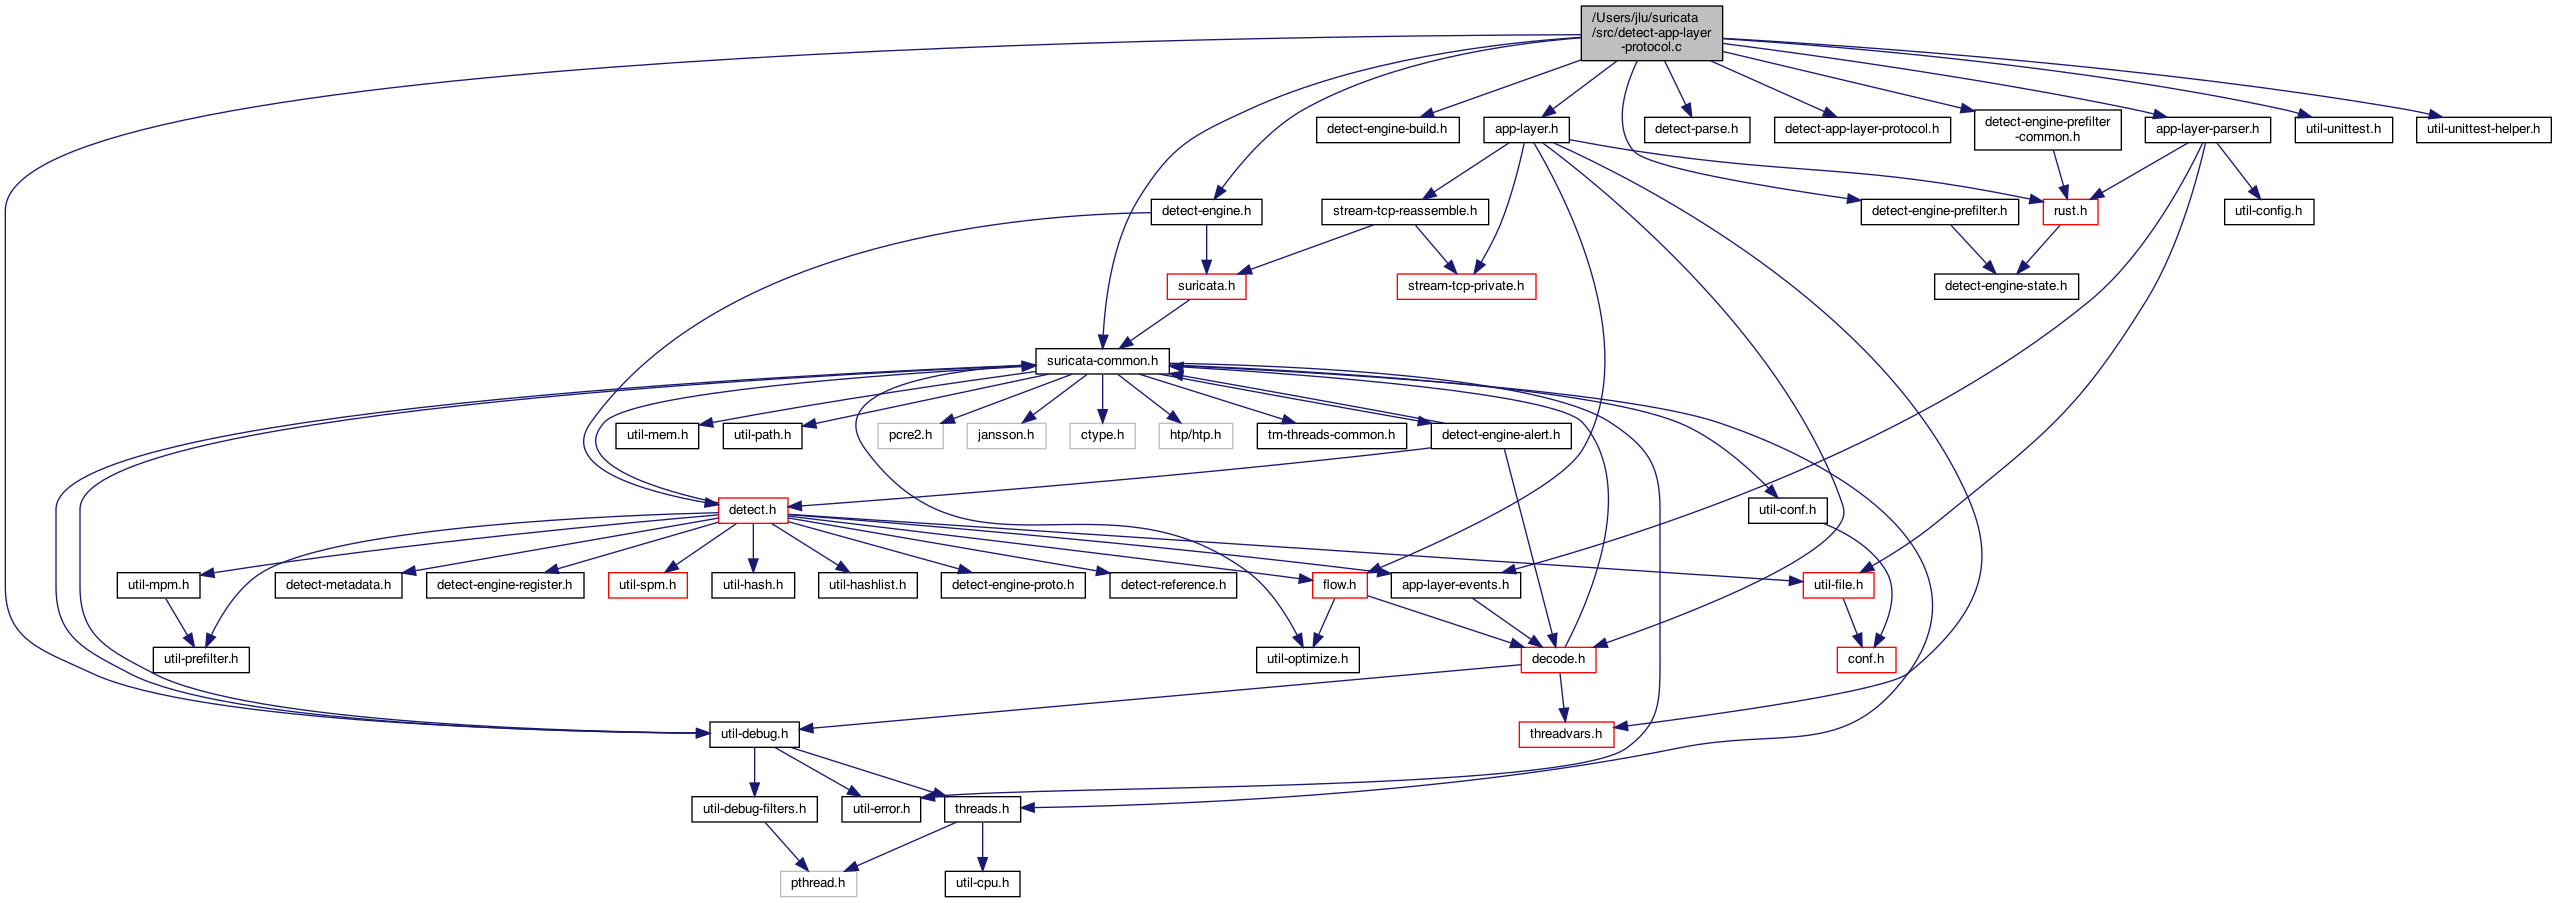 /Users/jlu/suricata
/src/detect-app-layer
-protocol.c
detect-engine-build.h
app-layer.h
detect-parse.h
detect-app-layer-protocol.h
detect-engine-prefilter
-common.h
app-layer-parser.h
util-unittest.h
util-unittest-helper.h
detect-engine.h
stream-tcp-reassemble.h
detect-engine-prefilter.h
rust.h
util-config.h
suricata.h
stream-tcp-private.h
detect-engine-state.h
suricata-common.h
util-mem.h
util-path.h
pcre2.h
jansson.h
ctype.h
htp/htp.h
tm-threads-common.h
detect-engine-alert.h
detect.h
util-conf.h
util-mpm.h
detect-metadata.h
detect-engine-register.h
util-spm.h
util-hash.h
util-hashlist.h
detect-engine-proto.h
detect-reference.h
flow.h
app-layer-events.h
util-file.h
util-prefilter.h
util-optimize.h
decode.h
conf.h
util-debug.h
threadvars.h
util-debug-filters.h
util-error.h
threads.h
pthread.h
util-cpu.h